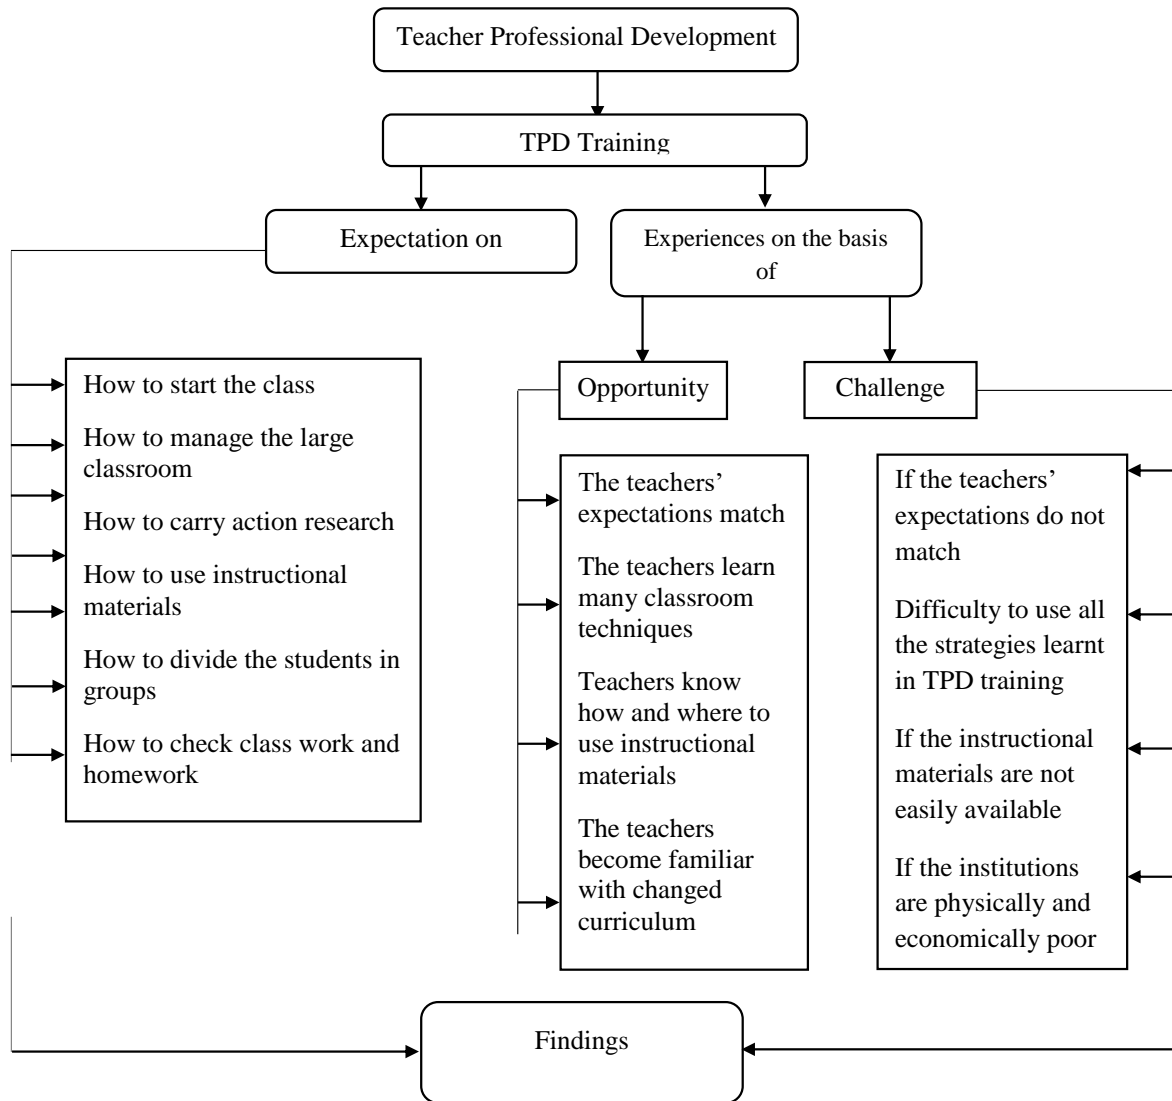 Teacher Professional Development
TPD Training
Expectation on
Experiences on the basis
of
How to start the class
How to manage the large
classroom
How to carry action research
How to use instructional
materials
How to divide the students in
groups
How to check class work and
homework
Opportunity
The teachers’
expectations match
The teachers learn
many classroom
techniques
Teachers know
how and where to
use instructional
materials
The teachers
become familiar
with changed
curriculum
Challenge
If the teachers’
expectations do not
match
Difficulty to use all
the strategies learnt
in TPD training
If the instructional
materials are not
easily available
If the institutions
are physically and
economically poor
Findings